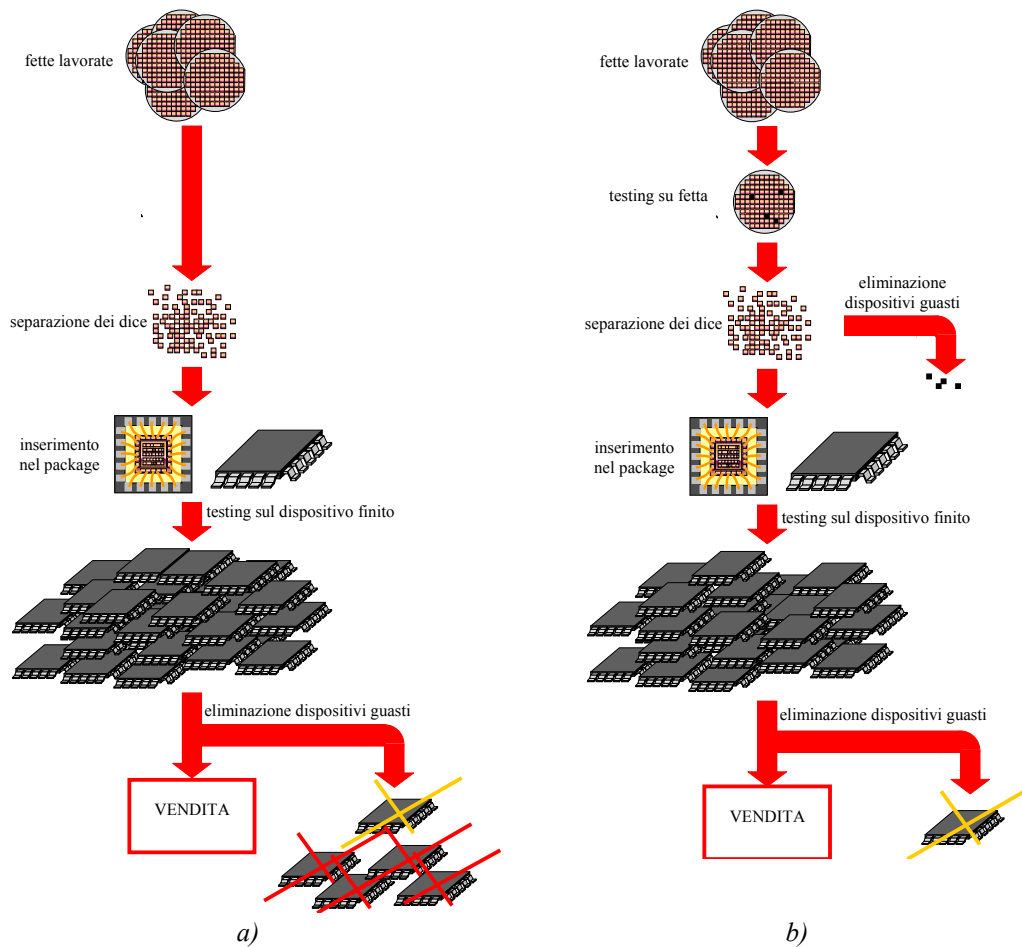 fette lavorate
separazione dei dice
inserimento
nel package
testing sul dispositivo finito
eliminazione dispositivi guasti
VENDITA
a)
fette lavorate
testing su fetta
separazione dei dice
eliminazione
dispositivi guasti
inserimento
nel package
testing sul dispositivo finito
eliminazione dispositivi guasti
VENDITA
b)